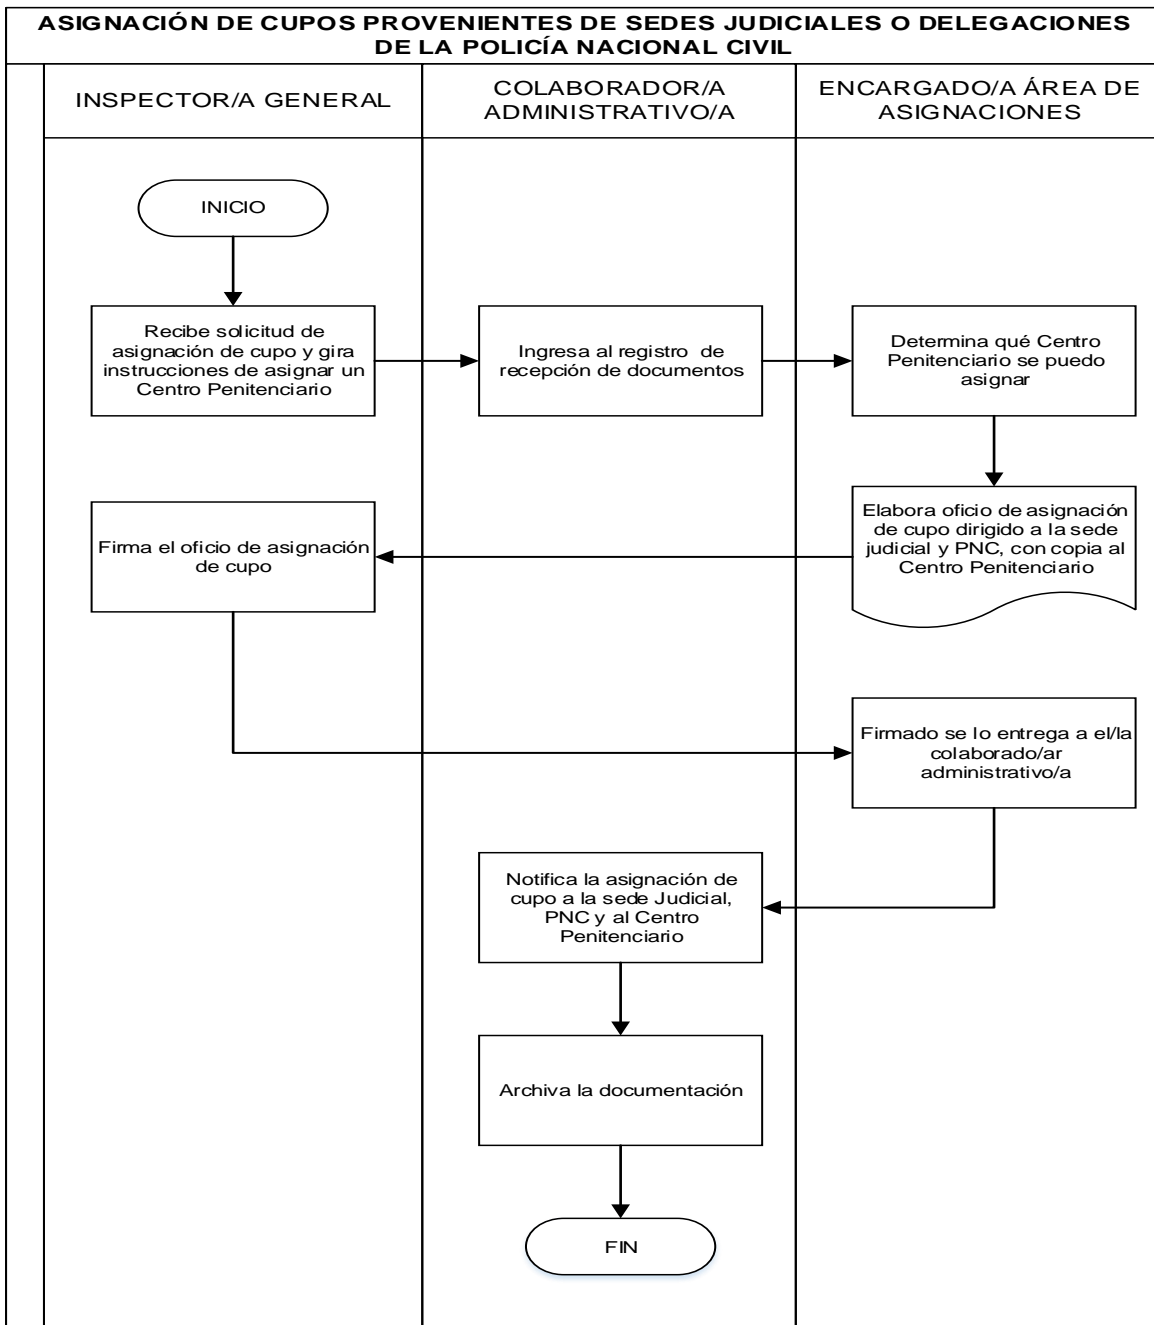 ASIGNACIÓN DE CUPOS PROVENIENTES DE SEDES JUDICIALES O DELEGACIONES
DE LA POLICÍA NACIONAL CIVIL
INSPECTOR/A GENERAL
COLABORADOR/A
ADMINISTRATIVO/A
ENCARGADO/A ÁREA DE
ASIGNACIONES
INICIO
Recibe solicitud de
asignación de cupo y gira
instrucciones de asignar un
Centro Penitenciario
Ingresa al registro de
recepción de documentos
Determina qué Centro
Penitenciario se puedo
asignar
Elabora oficio de asignación
de cupo dirigido a la sede
judicial y PNC, con copia al
Centro Penitenciario
Firma el oficio de asignación
de cupo
Firmado se lo entrega a el/la
colaborado/ar
administrativo/a
Notifica la asignación de
cupo a la sede Judicial,
PNC y al Centro
Penitenciario
Archiva la documentación
FIN